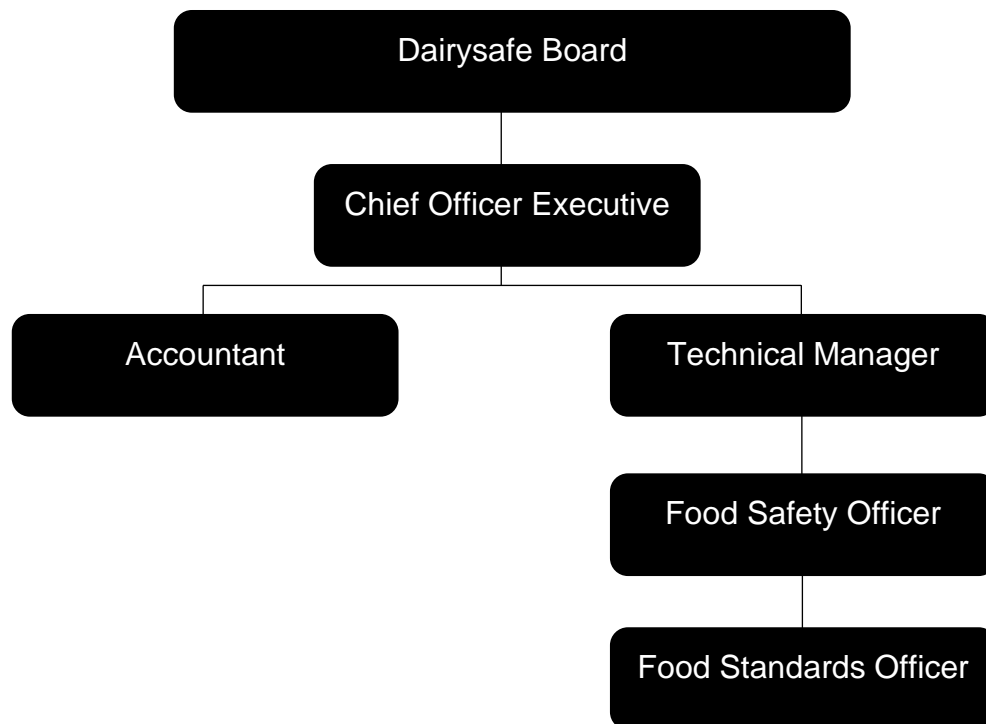 Dairysafe Board
Chief Officer Executive
Accountant
Technical Manager
Food Safety Officer
Food Standards Officer